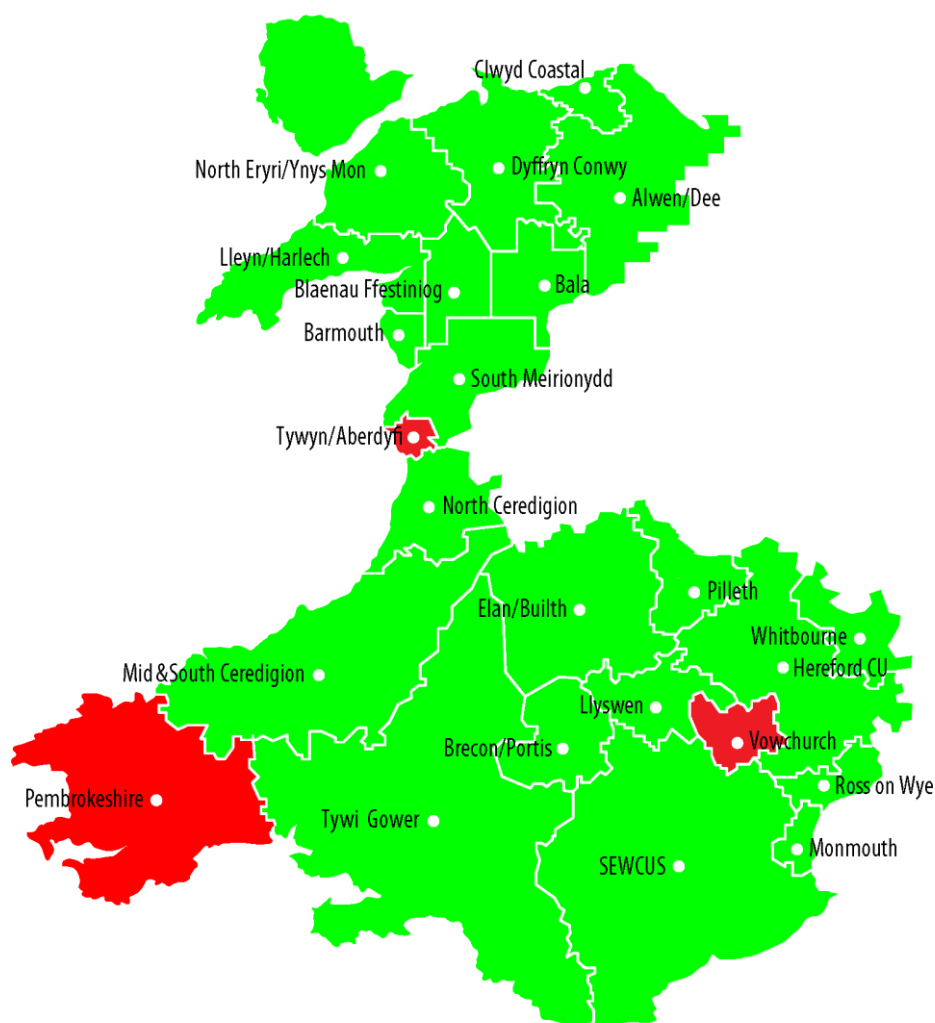 Clwyd Coastal
North Eryri/Ynys Mon
Dyffryn Conwy
Alwen/Dee
Lleyn/Harlech
Blaenau Ffestiniog
Bala
Barmouth
South Meirionydd
Tywyn/Aberdyfi
North Ceredigion
Elan/Builth
Pilleth
Whitbourne
Hereford CU
Mid &South Ceredigion
Llyswen
Brecon/Portis
Vowchurch
Pembrokeshire
Tywi Gower
Ross on Wye
SEWCUS
Monmouth